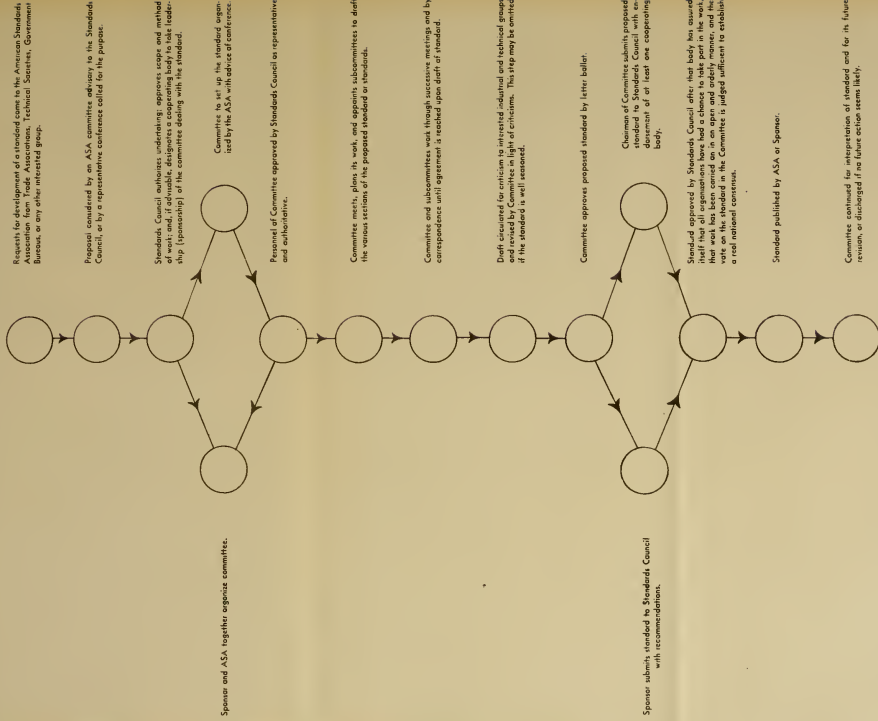 Requests for development of a standard come to the American Standards
Association from Trade Associations, Technical Societies, Government
Bureaus, or any other interested group.
Proposal considered by an ASA committee advisory to the Standards
Council, or by a representative conference called for the purpose.
Standards Council authorizes undertaking; approves scope and method
of work; and, if advisable, designates a cooperating body to take leader-
ship (sponsorship) of the committee dealing with the standard.
Sponsor and ASA together organize committee.
Committee to set up the standard organ-
ized by the ASA with advice of conference.
Personnel of Committee approved by Standards Council as representative
and authoritative.
Committee meets, plans its work, and appoints subcommittees to draft
the various sections of the proposed standard or standards.
Committee and subcommittees work through successive meetings and by
correspondence until agreement is reached upon draft of standard.
Draft circulated for criticism to interested industrial and technical groups
and revised by Committee in light of criticisms. This step may be omitted
if the standard is well seasoned.
Committee approves proposed standard by letter ballot.
Sponsor submits standard to Standards Council
with recommendations.
Chairman of Committee submits proposed
standard to Standards Council with en-
dorsement of at least one cooperating
body.
Standard approved by Standards Council after that body has assured
itself that all organizations have had a chance to take part in the work,
that work has been carried on in an open and orderly manner, and the
vote on the standard in the Committee is judged sufficient to establish
a real national consensus.
Standard published by ASA or Sponsor.
Committee continued for interpretation of standard and for its future
revision, or discharged if no future action seems likely.